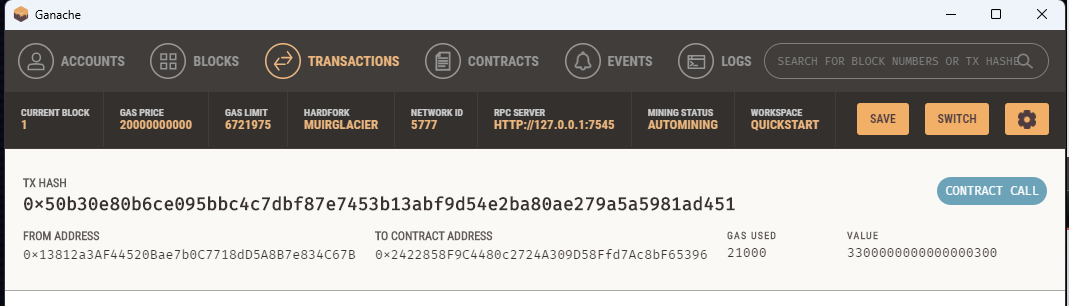 Ganache
ACCOUNTS BLOCKS TRANSACTIONS CONTRACTS EVENTS LOGS SEARCH FOR BLOCK NUMBERS OR TX HASHE
CURRENT BLOCK GAS PRICE GAS LIMIT HARDFORK NETWORK ID RPC SERVER MINING STATUS WORKSPACE
1 20000000000 6721975 MUIRGLACIER 5777 HTTP://127.0.0.1:7545 AUTOMINING QUICKSTART SAVE SWITCH
TX HASH
0×50b30e80b6ce095bbc4c7dbf87e7453b13abf9d54e2ba80ae279a5a5981ad451 CONTRACT CALL
FROM ADDRESS TO CONTRACT ADDRESS GAS USED VALUE
0×13812a3AF44520Bae7b0C7718dD5A8B7e834C67B 0×2422858F9C4480c2724A309D58Ffd7Ac8bF65396 21000 3300000000000000300